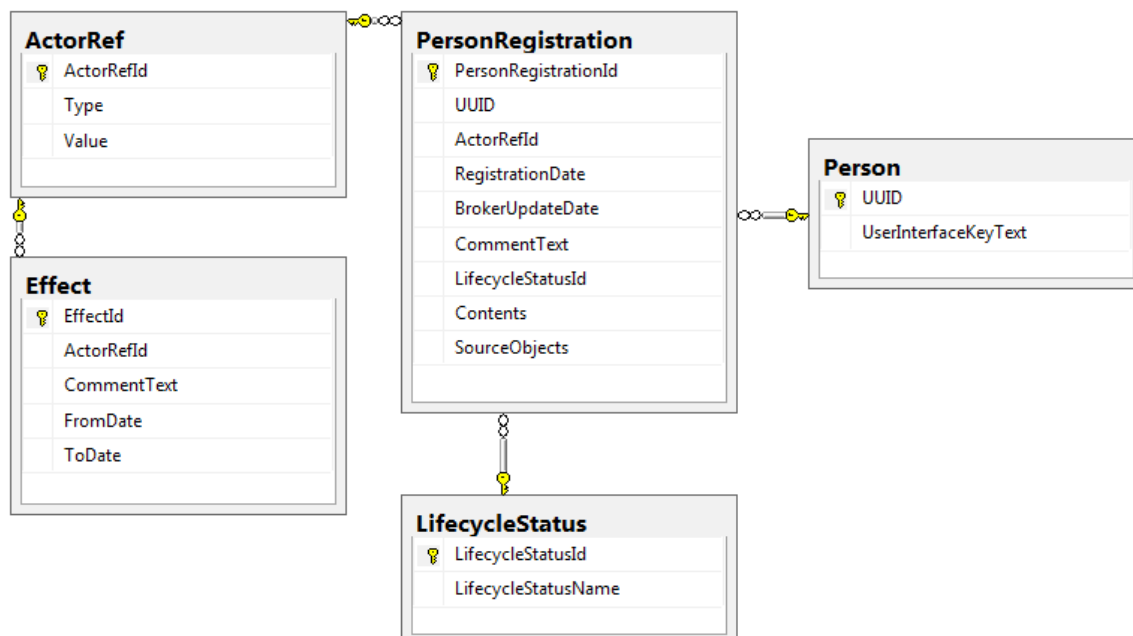 ActorRef
ActorRefId
Type
Value
PersonRegistration
PersonRegistrationId
UUID
ActorRefId
RegistrationDate
BrokerUpdateDate
CommentText
LifecycleStatusId
Contents
SourceObjects
Person
UUID
UserInterfaceKeyText
Effect
EffectId
ActorRefId
CommentText
FromDate
ToDate
LifecycleStatus
LifecycleStatusId
LifecycleStatusName